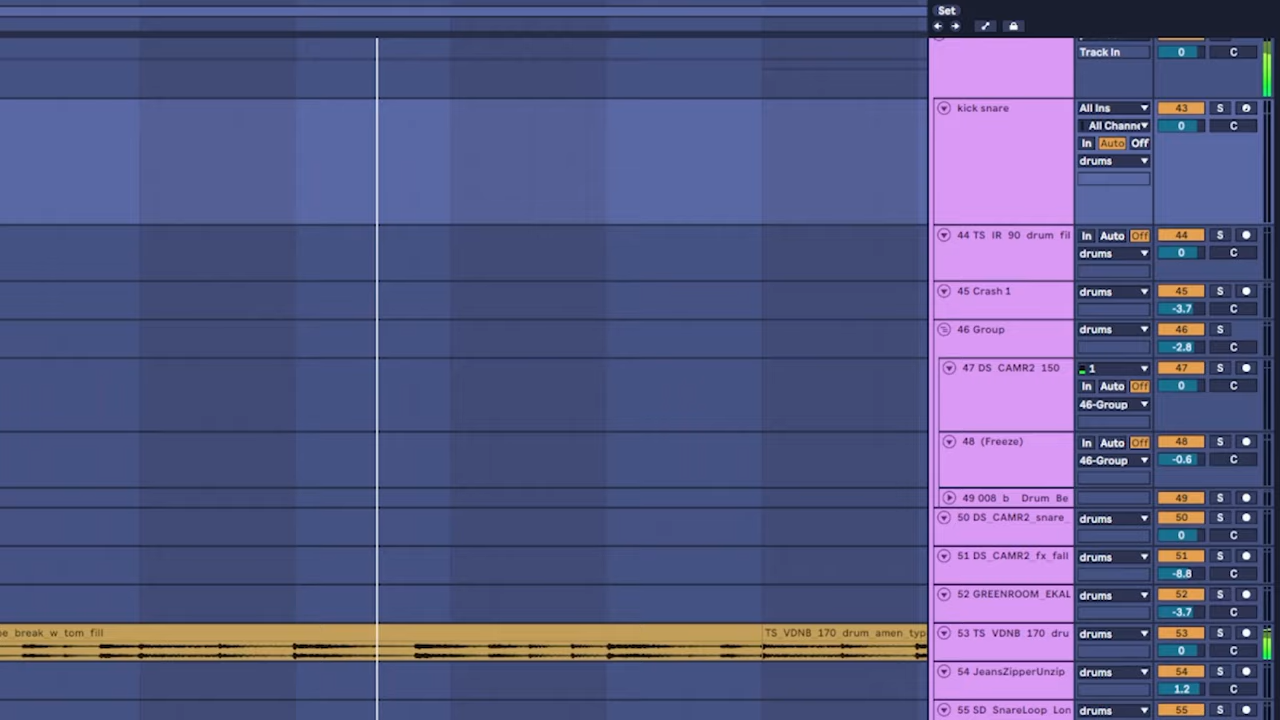 Set
Track In
0 C
kick snare All Ins 43 S
All Channe 0 C
In Auto Off
drums
44 TS IR 90 drum fil In Auto Off 44 S
drums 0 C
45 Crash 1 drums 45 S
-3.7 C
46 Group drums 46 S
-2.8 C
47 DS CAMR2 150 1 47 S
In Auto Off 0 C
46-Group
48 (Freeze) In Auto Off 48 S
46-Group -0.6 C
49 008 b Drum Be 49 S
50 DS_CAMR2_snare_ drums 50 S
0 C
51 DS_CAMR2_fx_fall drums 51 S
-8.8 C
52 GREENROOM_EKAL drums 52 S
-3.7 C
e_break_w_tom_fill TS_VDNB_170_drum_amen_typ 53 TS VDNB 170 dru drums 53 S
0 C
54 JeansZipperUnzip drums 54 S
1.2 C
55 SD SnareLoop Lon drums 55 S